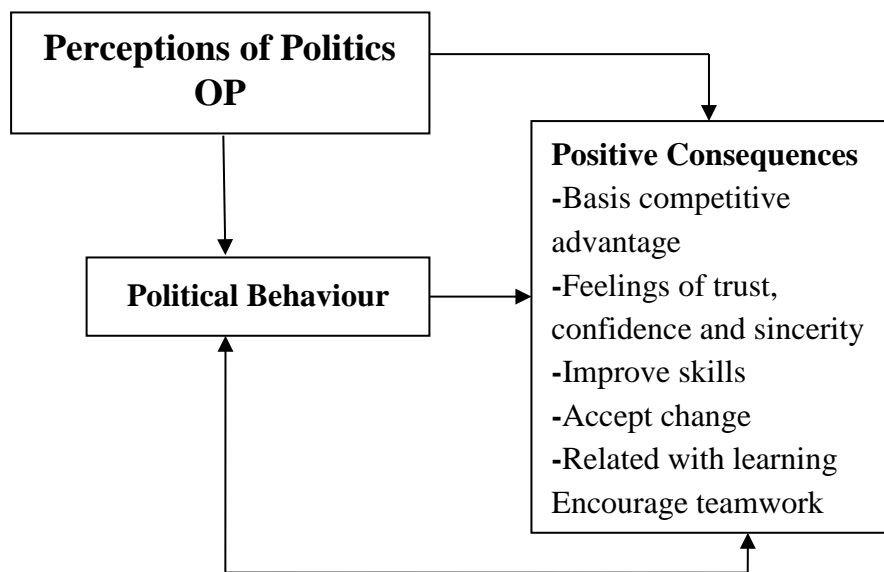 Perceptions of Politics
OP
Political Behaviour
Positive Consequences
-Basis competitive
advantage
-Feelings of trust,
confidence and sincerity
-Improve skills
-Accept change
-Related with learning
Encourage teamwork